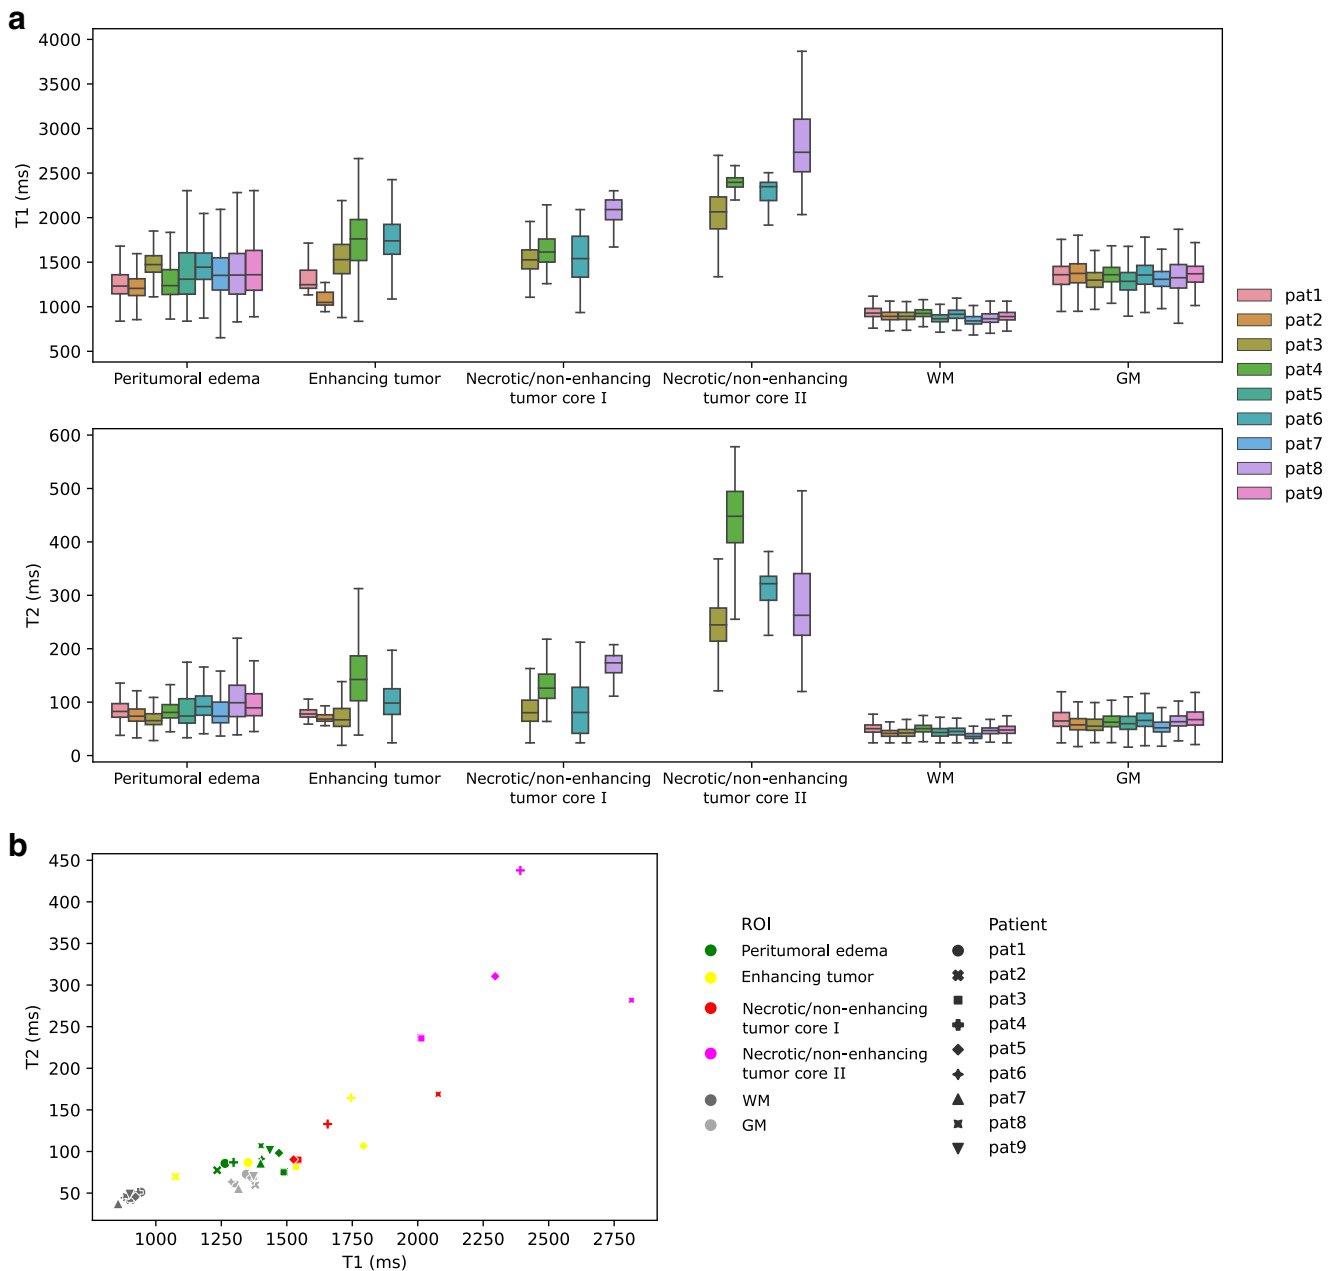 a
4000
3500
3000
2500
2000
1500
1000
500
T1 (ms)
Peritumoral edema
Enhancing tumor
Necrotic/non-enhancing
tumor core I
Necrotic/non-enhancing
tumor core II
WM
GM
pat1
pat2
pat3
pat4
pat5
pat6
pat7
pat8
pat9
600
500
400
300
200
100
0
T2 (ms)
Peritumoral edema
Enhancing tumor
Necrotic/non-enhancing
tumor core I
Necrotic/non-enhancing
tumor core II
WM
GM
b
450
400
350
300
250
200
150
100
50
T2 (ms)
1000
1250
1500
1750
2000
2250
2500
2750
T1 (ms)
ROI
Peritumoral edema
Enhancing tumor
Necrotic/non-enhancing
tumor core I
Necrotic/non-enhancing
tumor core II
WM
GM
Patient
pat1
pat2
pat3
pat4
pat5
pat6
pat7
pat8
pat9